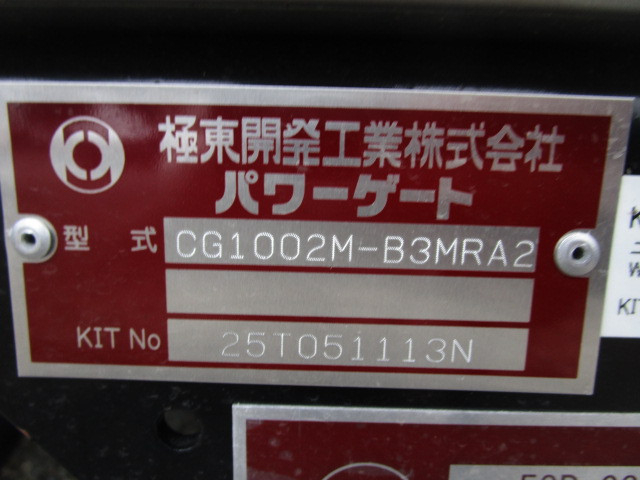 極東開発工業株式会社
パワーゲート
型式 CG1002M-B3MRA2
KIT No 25T051113N